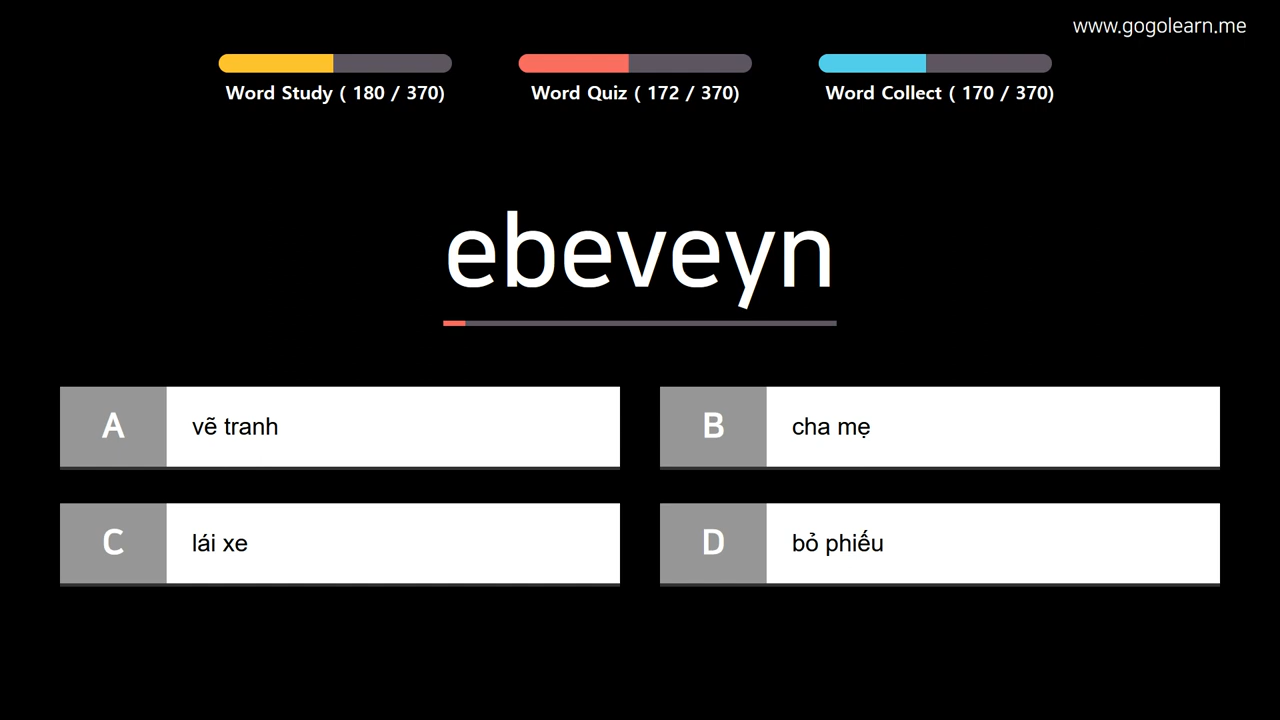 www.gogolearn.me
Word Study ( 180 / 370)
Word Quiz ( 172 / 370)
Word Collect ( 170 / 370)
ebeveyn
A vẽ tranh
B cha mẹ
C lái xe
D bỏ phiếu